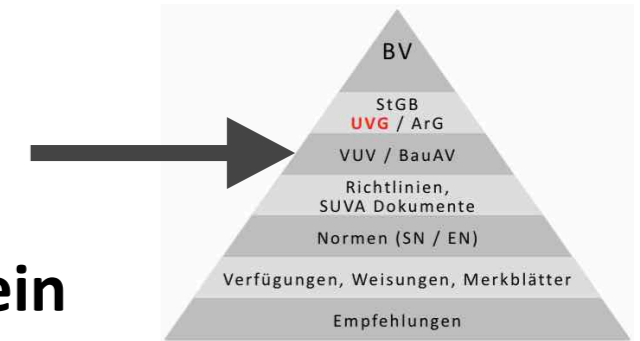 BV
StGB
UVG / ArG
VUV / BauAV
Richtlinien,
SUVA Dokumente
Normen (SN / EN)
ein
Verfügungen, Weisungen, Merkblätter
Empfehlungen